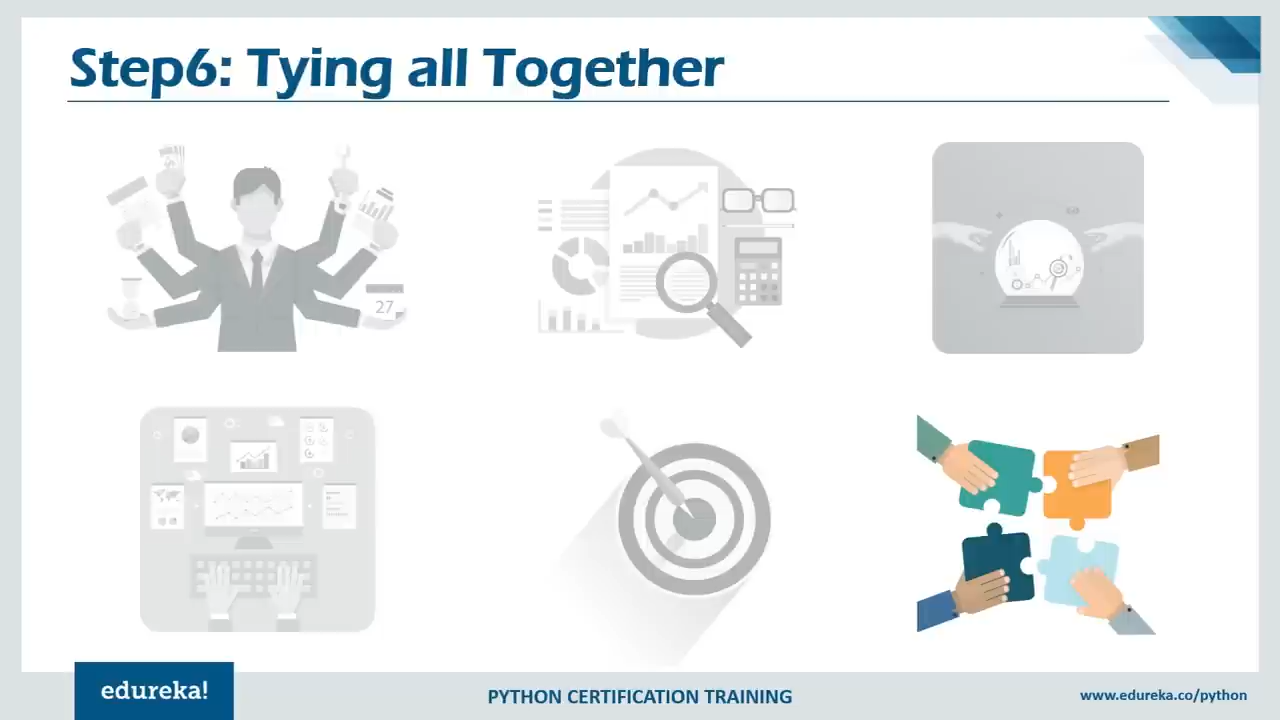 Step6: Tying all Together
27
edureka!
PYTHON CERTIFICATION TRAINING
www.edureka.co/python